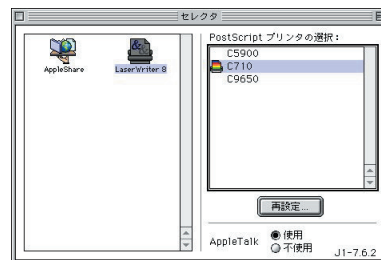 セレクタ
AppleShare
LaserWriter 8
PostScript プリンタの選択:
C5900
C710
C9650
再設定...
AppleTalk
使用
不使用
J1-7.6.2